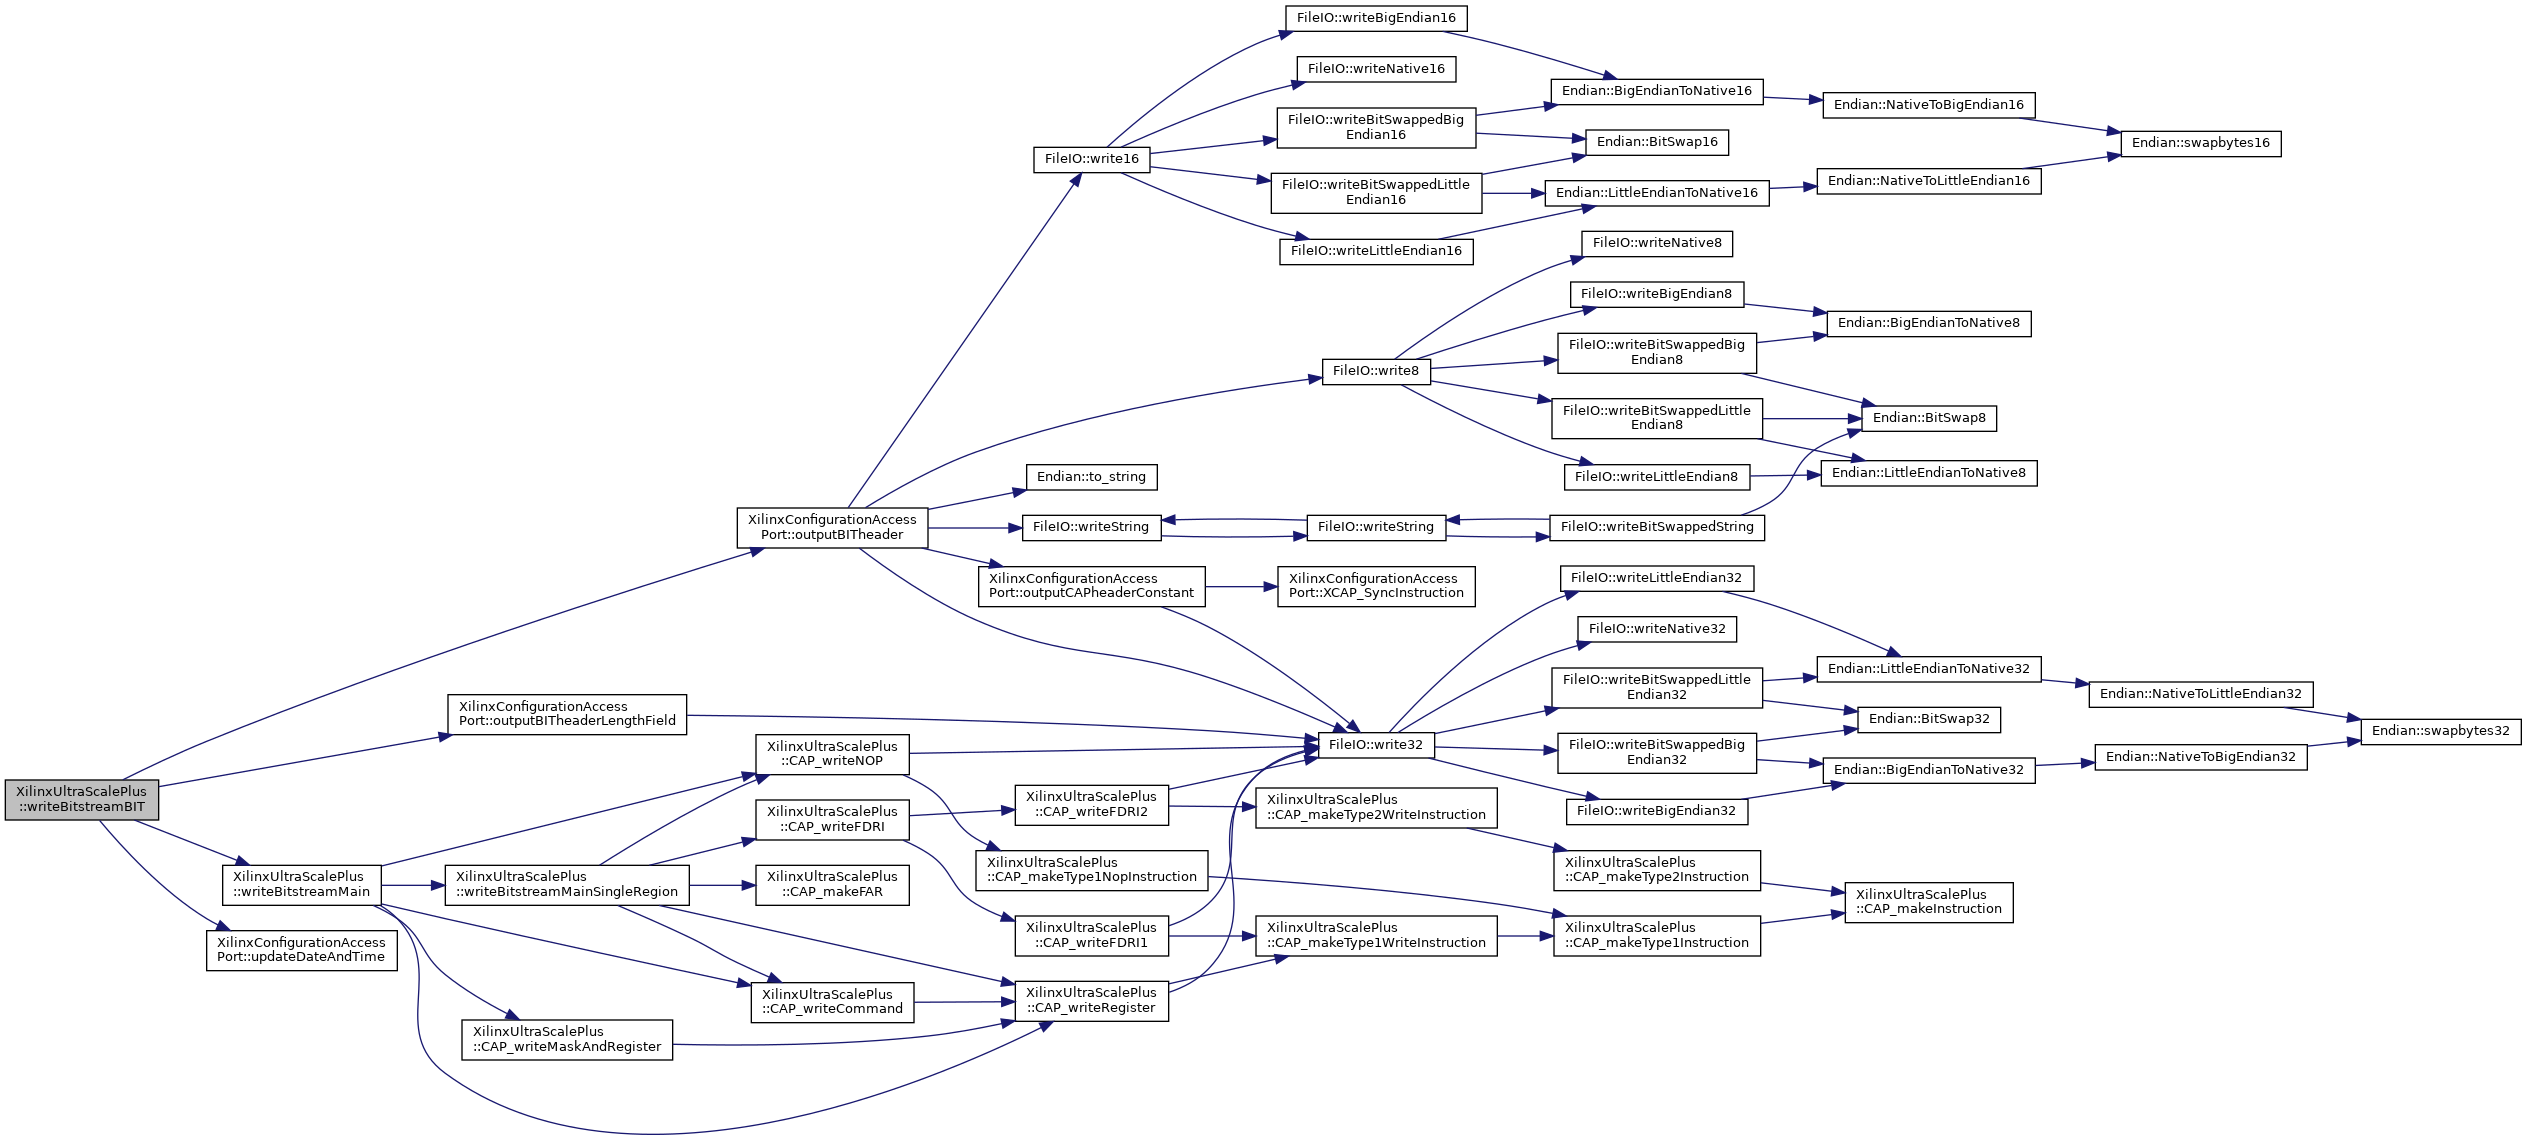 XilinxUltraScalePlus
::writeBitstreamBIT
XilinxConfigurationAccess
Port::outputBITheader
XilinxConfigurationAccess
Port::outputBITheaderLengthField
XilinxUltraScalePlus
::writeBitstreamMain
XilinxConfigurationAccess
Port::updateDateAndTime
XilinxUltraScalePlus
::writeBitstreamMainSingleRegion
XilinxUltraScalePlus
::CAP_writeMaskAndRegister
XilinxUltraScalePlus
::CAP_writeNOP
XilinxUltraScalePlus
::CAP_writeFDRI
XilinxUltraScalePlus
::CAP_makeFAR
XilinxUltraScalePlus
::CAP_writeCommand
FileIO::write16
FileIO::write8
Endian::to_string
FileIO::writeString
XilinxConfigurationAccess
Port::outputCAPheaderConstant
XilinxUltraScalePlus
::CAP_writeFDRI2
XilinxUltraScalePlus
::CAP_makeType1NopInstruction
XilinxUltraScalePlus
::CAP_writeFDRI1
XilinxUltraScalePlus
::CAP_writeRegister
FileIO::writeBigEndian16
FileIO::writeNative16
FileIO::writeBitSwappedBig
Endian16
FileIO::writeBitSwappedLittle
Endian16
FileIO::writeLittleEndian16
FileIO::writeString
XilinxConfigurationAccess
Port::XCAP_SyncInstruction
FileIO::write32
XilinxUltraScalePlus
::CAP_makeType2WriteInstruction
XilinxUltraScalePlus
::CAP_makeType1WriteInstruction
Endian::BigEndianToNative16
Endian::BitSwap16
Endian::LittleEndianToNative16
FileIO::writeNative8
FileIO::writeBigEndian8
FileIO::writeBitSwappedBig
Endian8
FileIO::writeBitSwappedLittle
Endian8
FileIO::writeLittleEndian8
FileIO::writeBitSwappedString
FileIO::writeLittleEndian32
FileIO::writeNative32
FileIO::writeBitSwappedLittle
Endian32
FileIO::writeBitSwappedBig
Endian32
FileIO::writeBigEndian32
XilinxUltraScalePlus
::CAP_makeType2Instruction
XilinxUltraScalePlus
::CAP_makeType1Instruction
Endian::NativeToBigEndian16
Endian::NativeToLittleEndian16
Endian::BigEndianToNative8
Endian::BitSwap8
Endian::LittleEndianToNative8
Endian::LittleEndianToNative32
Endian::BitSwap32
Endian::BigEndianToNative32
XilinxUltraScalePlus
::CAP_makeInstruction
Endian::swapbytes16
Endian::NativeToLittleEndian32
Endian::NativeToBigEndian32
Endian::swapbytes32